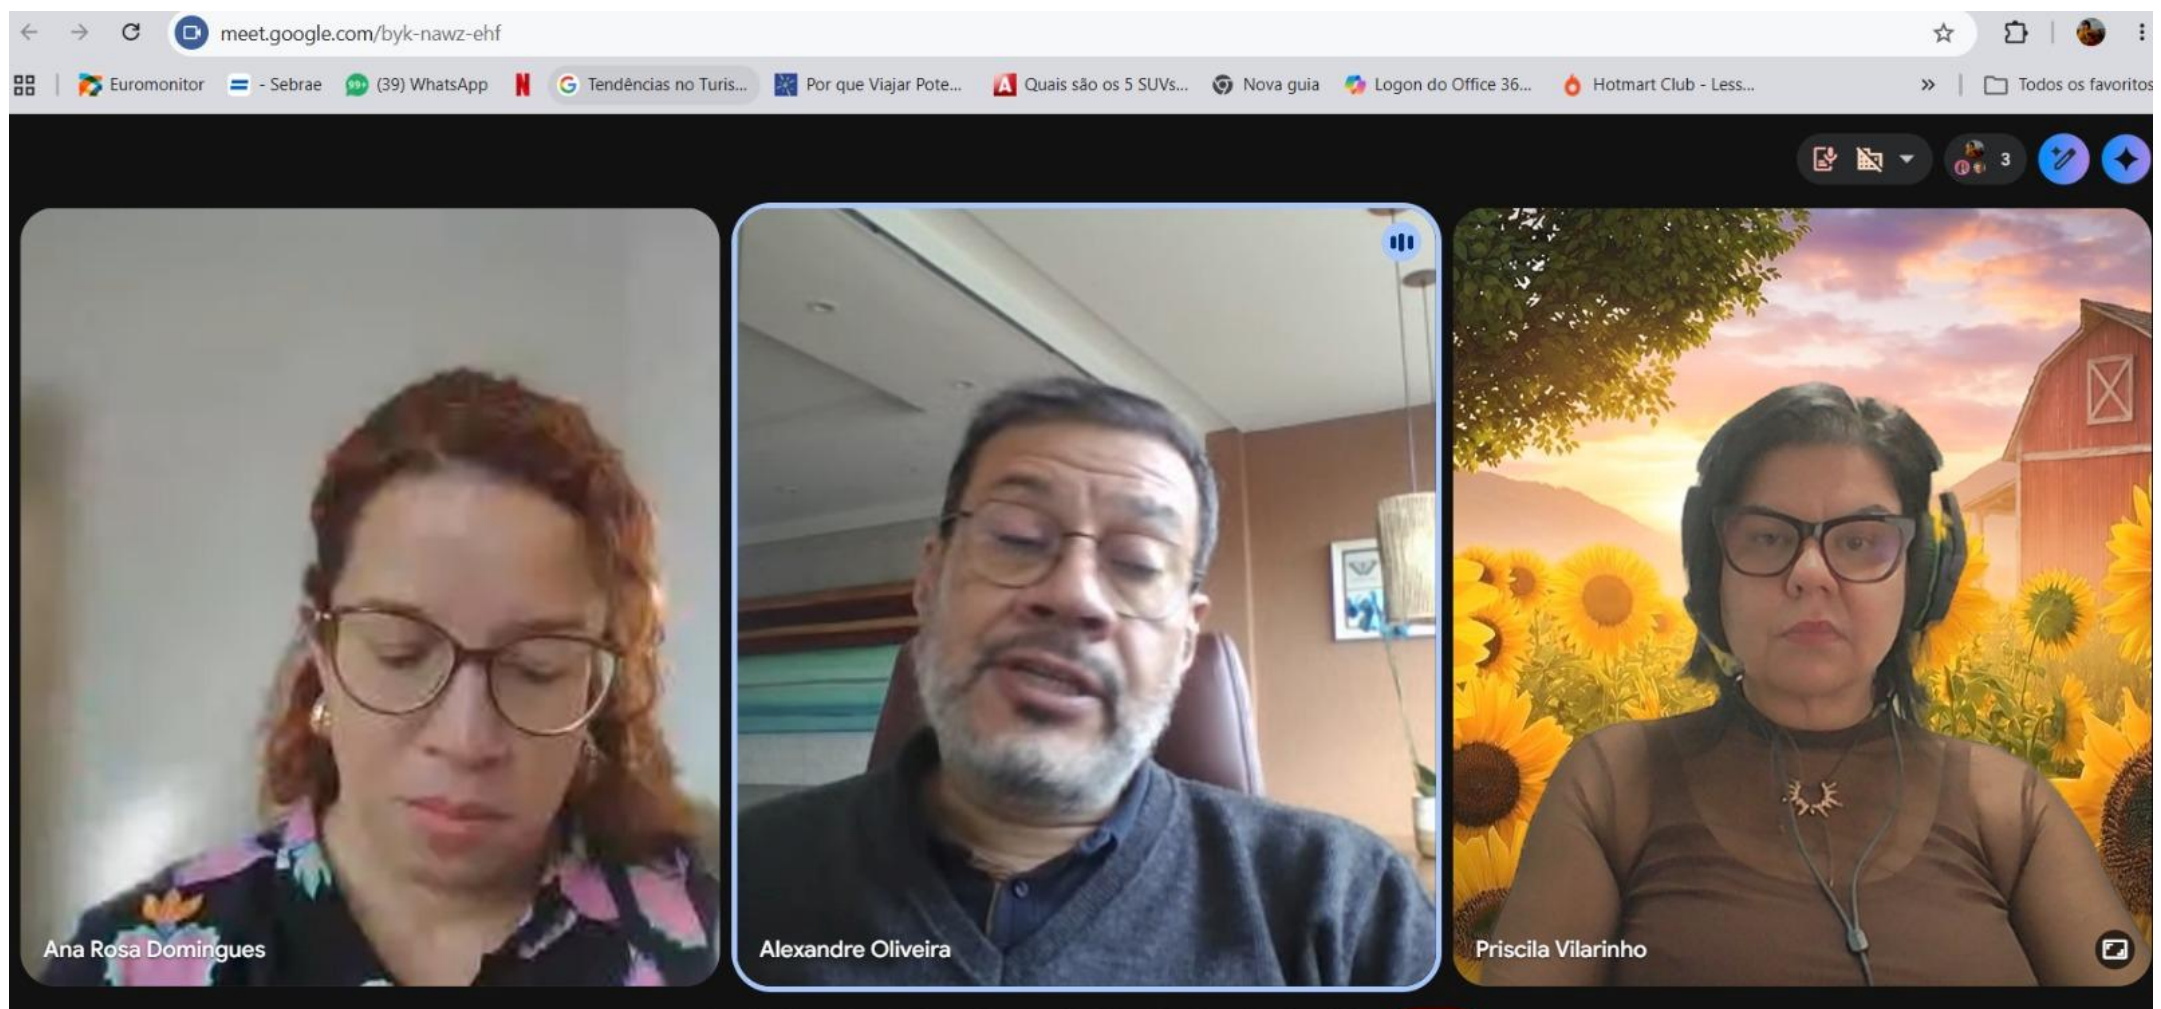 meet.google.com/byk-nawz-ehf
Euromonitor
- Sebrae
99+
(39) WhatsApp
Tendências no Turis...
Por que Viajar Pote...
Quais são os 5 SUVs...
Nova guia
Logon do Office 36...
Hotmart Club - Less...
»
Todos os favoritos
3
Ana Rosa Domingues
Alexandre Oliveira
Priscila Vilarinho